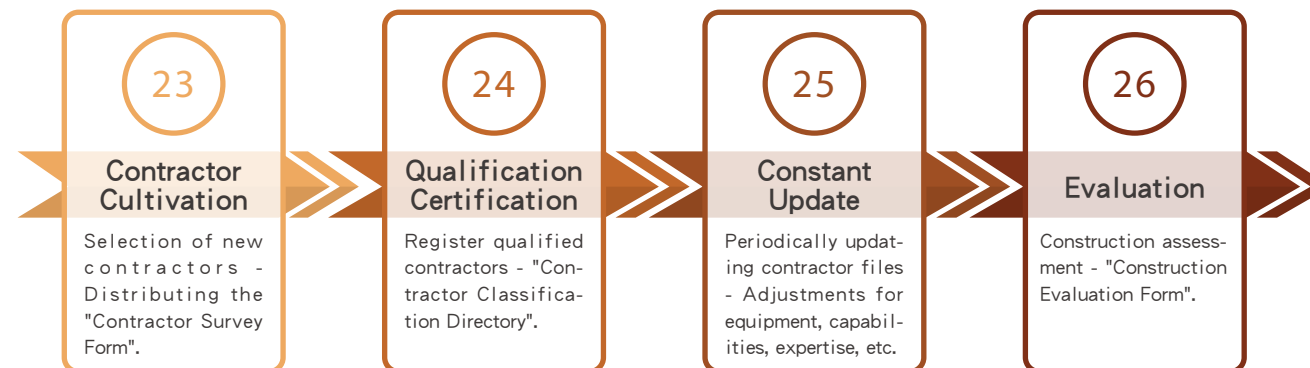 23
Contractor
Cultivation
Selection of new
contractors -
Distributing the
"Contractor Survey
Form".
24
Qualification
Certification
Register qualified
contractors - "Con-
tractor Classifica-
tion Directory".
25
Constant
Update
Periodically updat-
ing contractor files
- Adjustments for
equipment, capabil-
ities, expertise, etc.
26
Evaluation
Construction assess-
ment - "Construction
Evaluation Form".